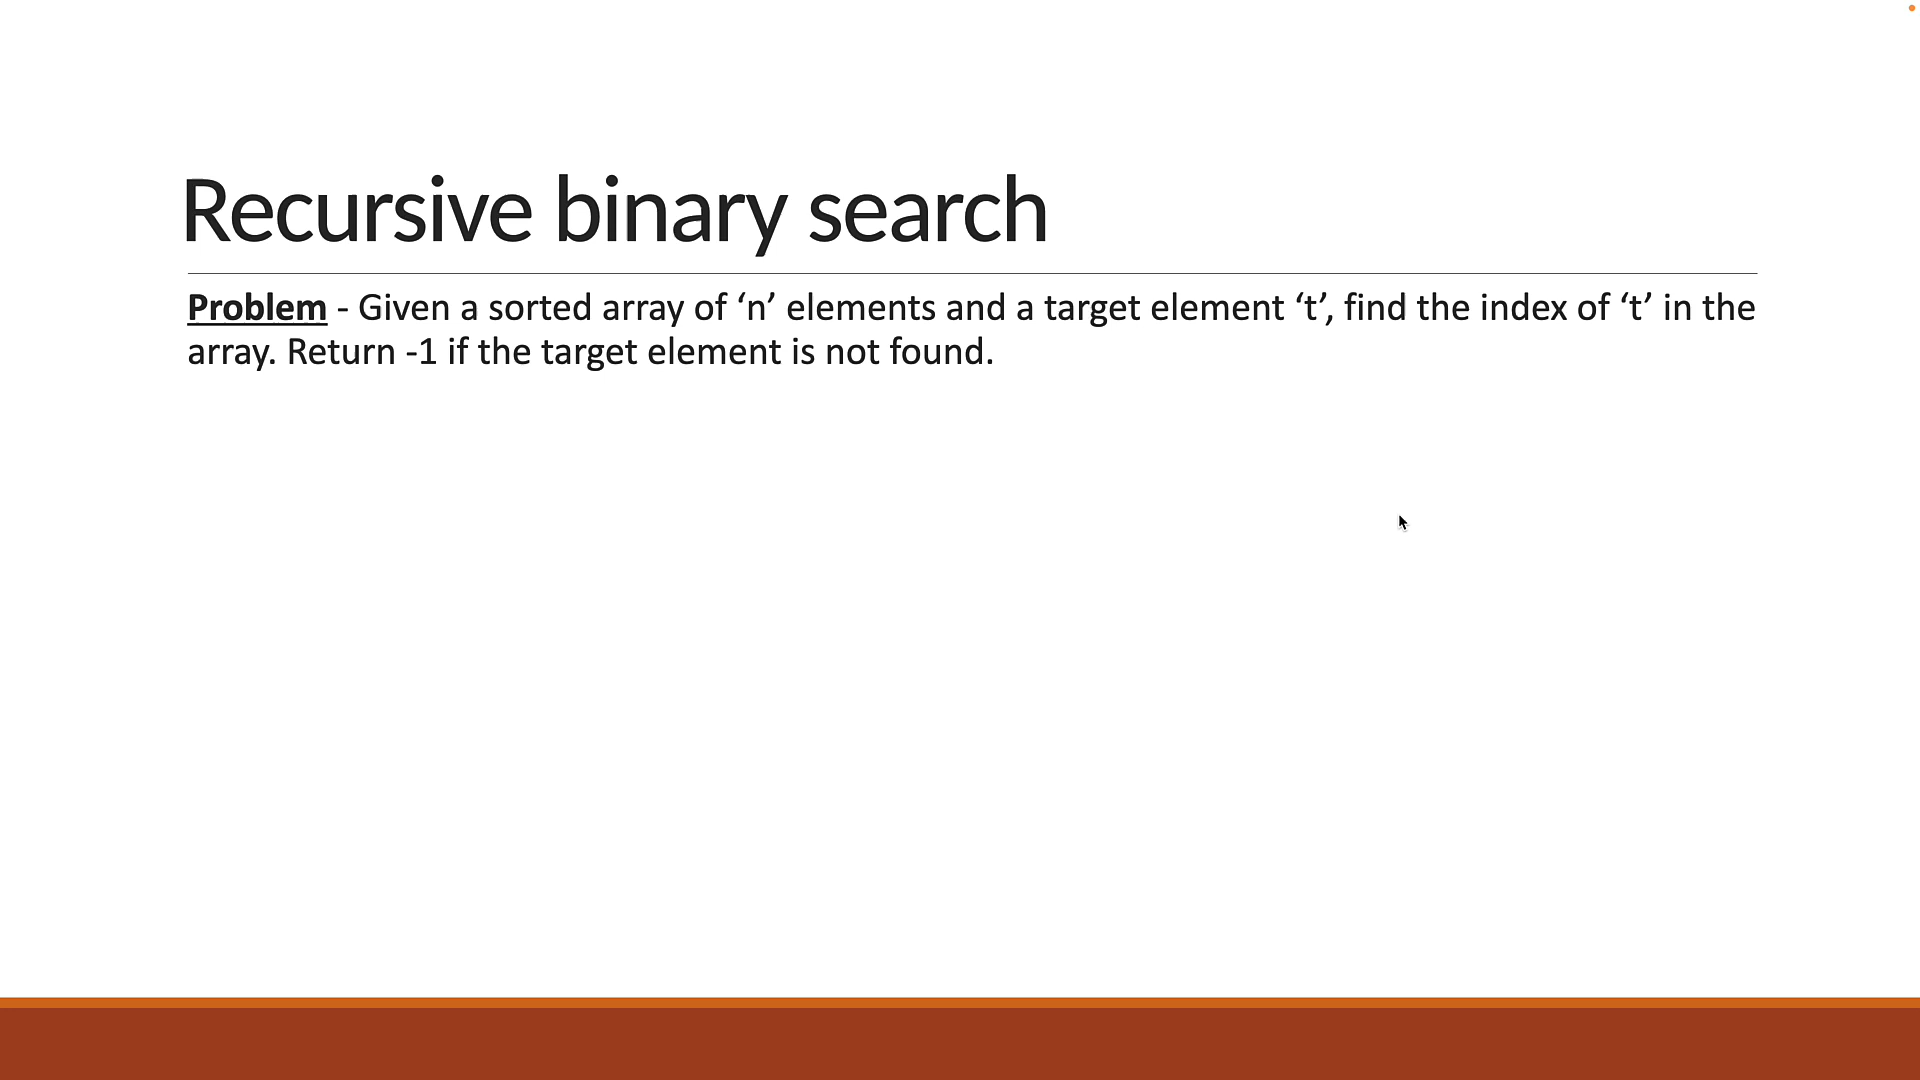 Recursive binary search
Problem - Given a sorted array of ‘n’ elements and a target element ‘t’, find the index of ‘t’ in the
array. Return -1 if the target element is not found.